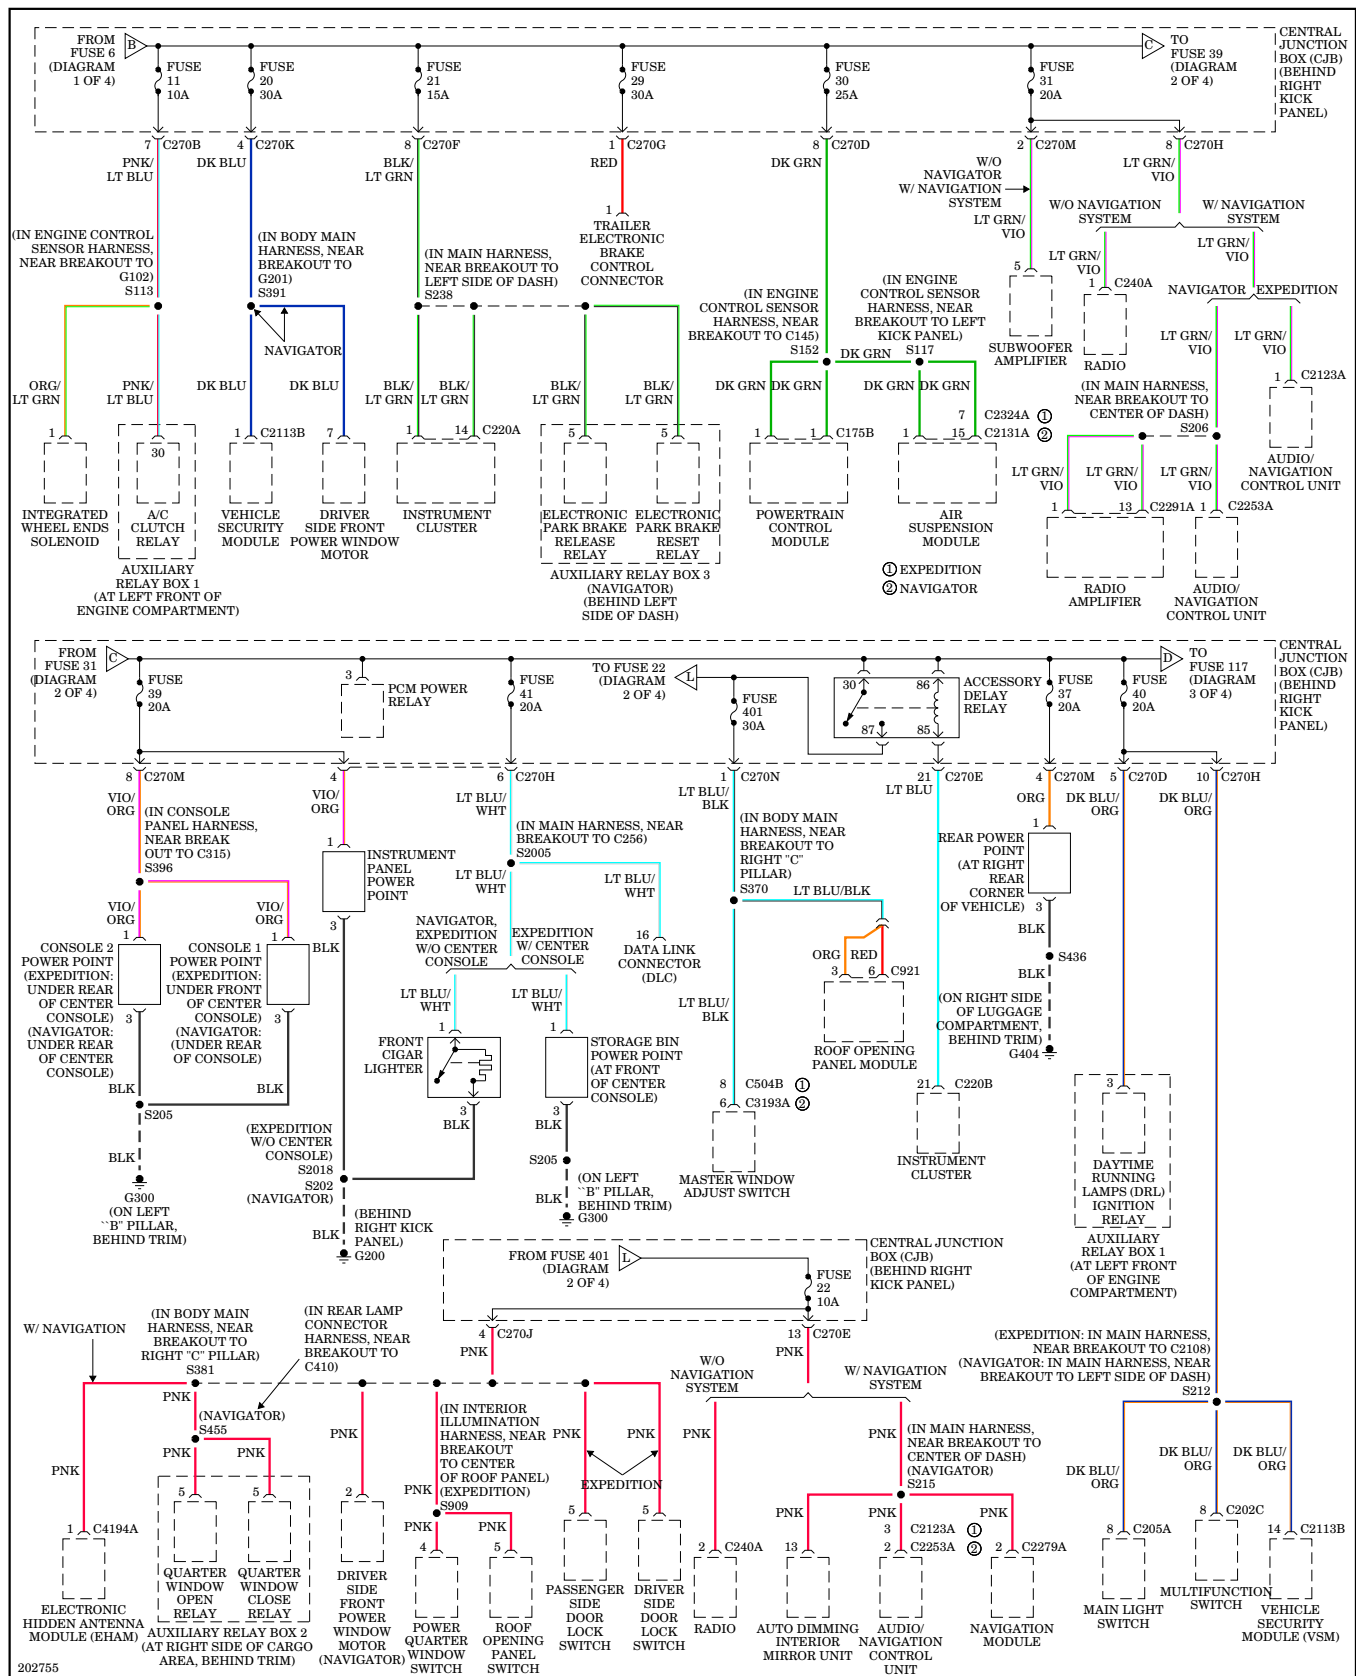 FROM
FUSE 6
(DIAGRAM
1 OF 4)
B
FUSE
11
10A
FUSE
20
30A
FUSE
21
15A
FUSE
29
30A
FUSE
30
25A
FUSE
31
20A
C
TO
FUSE 39
(DIAGRAM
2 OF 4)
CENTRAL
JUNCTION
BOX (CJB)
(BEHIND
RIGHT
KICK
PANEL)
7 C270B
4 C270K
8 C270F
1 C270G
8 C270D
2 C270M
8 C270H
PNK/
LT BLU
DK BLU
BLK/
LT GRN
RED
DK GRN
W/O
NAVIGATOR
W/ NAVIGATION
SYSTEM
LT GRN/
VIO
LT GRN/
VIO
W/O NAVIGATION
SYSTEM
W/ NAVIGATION
SYSTEM
1
TRAILER
ELECTRONIC
BRAKE
CONTROL
CONNECTOR
(IN ENGINE CONTROL
SENSOR HARNESS,
NEAR BREAKOUT TO
G102)
S113
(IN BODY MAIN
HARNESS, NEAR
BREAKOUT TO
G201)
S391
(IN MAIN HARNESS,
NEAR BREAKOUT TO
LEFT SIDE OF DASH)
S238
(IN ENGINE
CONTROL SENSOR
HARNESS, NEAR
BREAKOUT TO C145)
S152
(IN ENGINE
CONTROL SENSOR
HARNESS, NEAR
BREAKOUT TO LEFT
KICK PANEL)
S117
DK GRN
5
SUBWOOFER
AMPLIFIER
LT GRN/
VIO
1 C240A
RADIO
LT GRN/
VIO
NAVIGATOR
EXPEDITION
LT GRN/
VIO
LT GRN/
VIO
1 C2123A
AUDIO/
NAVIGATION
CONTROL UNIT
NAVIGATOR
ORG/
LT GRN
PNK/
LT BLU
DK BLU
DK BLU
BLK/
LT GRN
BLK/
LT GRN
BLK/
LT GRN
BLK/
LT GRN
DK GRN
DK GRN
DK GRN
DK GRN
(IN MAIN HARNESS,
NEAR BREAKOUT TO
CENTER OF DASH)
S206
1
30
1 C2113B
7
1
14 C220A
5
5
1
1 C175B
1
7 C2324A 1
15 C2131A 2
LT GRN/
VIO
LT GRN/
VIO
LT GRN/
VIO
1
13 C2291A
1 C2253A
INTEGRATED
WHEEL ENDS
SOLENOID
A/C
CLUTCH
RELAY
VEHICLE
SECURITY
MODULE
DRIVER
SIDE FRONT
POWER WINDOW
MOTOR
INSTRUMENT
CLUSTER
ELECTRONIC
PARK BRAKE
RELEASE
RELAY
ELECTRONIC
PARK BRAKE
RESET
RELAY
POWERTRAIN
CONTROL
MODULE
AIR
SUSPENSION
MODULE
AUXILIARY
RELAY BOX 1
(AT LEFT FRONT OF
ENGINE COMPARTMENT)
AUXILIARY RELAY BOX 3
(NAVIGATOR)
(BEHIND LEFT
SIDE OF DASH)
1 EXPEDITION
2 NAVIGATOR
RADIO
AMPLIFIER
AUDIO/
NAVIGATION
CONTROL UNIT
FROM
FUSE 31
(DIAGRAM
2 OF 4)
C
FUSE
39
20A
3
PCM POWER
RELAY
FUSE
41
20A
TO FUSE 22
(DIAGRAM
2 OF 4)
L
FUSE
401
30A
30
86
87
85
ACCESSORY
DELAY
RELAY
FUSE
37
20A
FUSE
40
20A
D
TO
FUSE 117
(DIAGRAM
3 OF 4)
CENTRAL
JUNCTION
BOX (CJB)
(BEHIND
RIGHT
KICK
PANEL)
8 C270M
4
6 C270H
1 C270N
21 C270E
4 C270M
5 C270D
10 C270H
VIO/
ORG
VIO/
ORG
LT BLU/
WHT
LT BLU/
BLK
LT BLU
ORG
DK BLU/
ORG
DK BLU/
ORG
(IN CONSOLE
PANEL HARNESS,
NEAR BREAK
OUT TO C315)
S396
1
INSTRUMENT
PANEL
POWER
POINT
3
(IN MAIN HARNESS, NEAR
BREAKOUT TO C256)
S2005
LT BLU/
WHT
LT BLU/
WHT
(IN BODY MAIN
HARNESS, NEAR
BREAKOUT TO
RIGHT "C"
PILLAR)
S370
LT BLU/BLK
1
REAR POWER
POINT
(AT RIGHT
REAR
CORNER
OF VEHICLE)
3
BLK
S436
BLK
(ON RIGHT SIDE
OF LUGGAGE
COMPARTMENT,
BEHIND TRIM)
G404
VIO/
ORG
VIO/
ORG
1
1
BLK
CONSOLE 2
POWER POINT
(EXPEDITION:
UNDER REAR
OF CENTER
CONSOLE)
(NAVIGATOR:
UNDER REAR
OF CENTER
CONSOLE)
3
CONSOLE 1
POWER POINT
(EXPEDITION:
UNDER FRONT
OF CENTER
CONSOLE)
(NAVIGATOR:
(UNDER REAR
OF CONSOLE)
3
NAVIGATOR,
EXPEDITION
W/O CENTER
CONSOLE
EXPEDITION
W/ CENTER
CONSOLE
16
DATA LINK
CONNECTOR
(DLC)
ORG
RED
3
6 C921
ROOF OPENING
PANEL MODULE
LT BLU/
WHT
LT BLU/
WHT
LT BLU/
BLK
1
FRONT
CIGAR
LIGHTER
3
BLK
1
STORAGE BIN
POWER POINT
(AT FRONT
OF CENTER
CONSOLE)
3
BLK
BLK
BLK
S205
8 C504B 1
6 C3193A 2
MASTER WINDOW
ADJUST SWITCH
21 C220B
INSTRUMENT
CLUSTER
3
DAYTIME
RUNNING
LAMPS (DRL)
IGNITION
RELAY
AUXILIARY
RELAY BOX 1
(AT LEFT FRONT
OF ENGINE
COMPARTMENT)
BLK
G300
(ON LEFT
``B" PILLAR,
BEHIND TRIM)
(EXPEDITION
W/O CENTER
CONSOLE)
S2018
S202
(NAVIGATOR)
BLK
(BEHIND
RIGHT KICK
PANEL)
G200
S205
BLK
(ON LEFT
``B" PILLAR,
BEHIND TRIM)
G300
FROM FUSE 401
(DIAGRAM
2 OF 4)
L
FUSE
22
10A
CENTRAL JUNCTION
BOX (CJB)
(BEHIND RIGHT
KICK PANEL)
4 C270J
13 C270E
PNK
PNK
W/ NAVIGATION
(IN BODY MAIN
HARNESS, NEAR
BREAKOUT TO
RIGHT "C" PILLAR)
S381
(IN REAR LAMP
CONNECTOR
HARNESS, NEAR
BREAKOUT TO
C410)
W/O
NAVIGATION
SYSTEM
W/ NAVIGATION
SYSTEM
(EXPEDITION: IN MAIN HARNESS,
NEAR BREAKOUT TO C2108)
(NAVIGATOR: IN MAIN HARNESS, NEAR
BREAKOUT TO LEFT SIDE OF DASH)
S212
PNK
(NAVIGATOR)
S455
PNK
PNK
PNK
PNK
(IN INTERIOR
ILLUMINATION
HARNESS, NEAR
BREAKOUT
TO CENTER
OF ROOF PANEL)
(EXPEDITION)
S909
PNK
PNK
PNK
EXPEDITION
PNK
PNK
(IN MAIN HARNESS,
NEAR BREAKOUT TO
CENTER OF DASH)
(NAVIGATOR)
S215
DK BLU/
ORG
DK BLU/
ORG
DK BLU/
ORG
5
5
2
PNK
PNK
5
5
PNK
PNK
PNK
1 C4194A
4
5
2 C240A
13
3 C2123A 1
2 C2253A 2
2 C2279A
8 C205A
8 C202C
14 C2113B
ELECTRONIC
HIDDEN ANTENNA
MODULE (EHAM)
QUARTER
WINDOW
OPEN
RELAY
QUARTER
WINDOW
CLOSE
RELAY
AUXILIARY RELAY BOX 2
(AT RIGHT SIDE OF CARGO
AREA, BEHIND TRIM)
DRIVER
SIDE
FRONT
POWER
WINDOW
MOTOR
(NAVIGATOR)
POWER
QUARTER
WINDOW
SWITCH
ROOF
OPENING
PANEL
SWITCH
PASSENGER
SIDE
DOOR
LOCK
SWITCH
DRIVER
SIDE
DOOR
LOCK
SWITCH
RADIO
AUTO DIMMING
INTERIOR
MIRROR UNIT
AUDIO/
NAVIGATION
CONTROL
UNIT
NAVIGATION
MODULE
MAIN LIGHT
SWITCH
MULTIFUNCTION
SWITCH
VEHICLE
SECURITY
MODULE (VSM)
202755